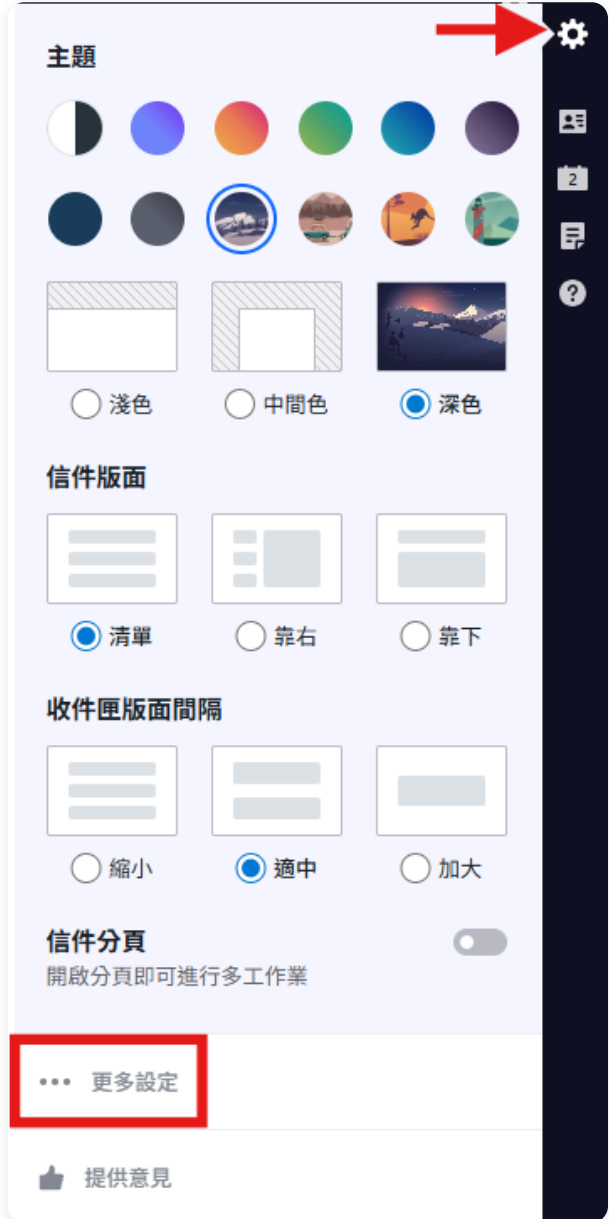 主題
2
淺色
中間色
深色
信件版面
清單
靠右
靠下
收件匣版面間隔
縮小
適中
加大
信件分頁
開啟分頁即可進行多工作業
更多設定
提供意見